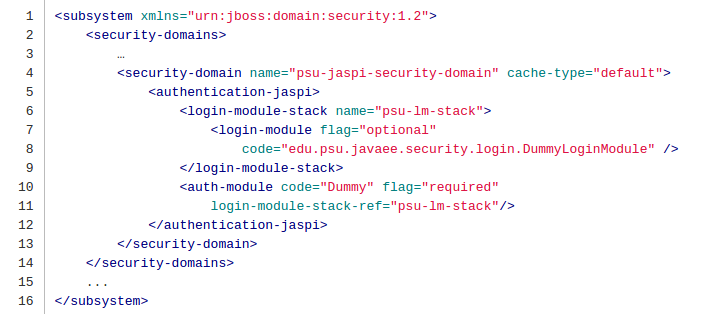 1 <subsystem xmlns="urn:jboss:domain:security:1.2">
2     <security-domains>
3         …
4         <security-domain name="psu-jaspi-security-domain" cache-type="default">
5             <authentication-jaspi>
6                 <login-module-stack name="psu-lm-stack">
7                     <login-module flag="optional"
8                         code="edu.psu.javaee.security.login.DummyLoginModule" />
9                 </login-module-stack>
10                 <auth-module code="Dummy" flag="required"
11                     login-module-stack-ref="psu-lm-stack"/>
12             </authentication-jaspi>
13         </security-domain>
14     </security-domains>
15     ...
16 </subsystem>